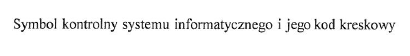 Symbol kontrolny systemu informatycznego i jego kod kreskowy